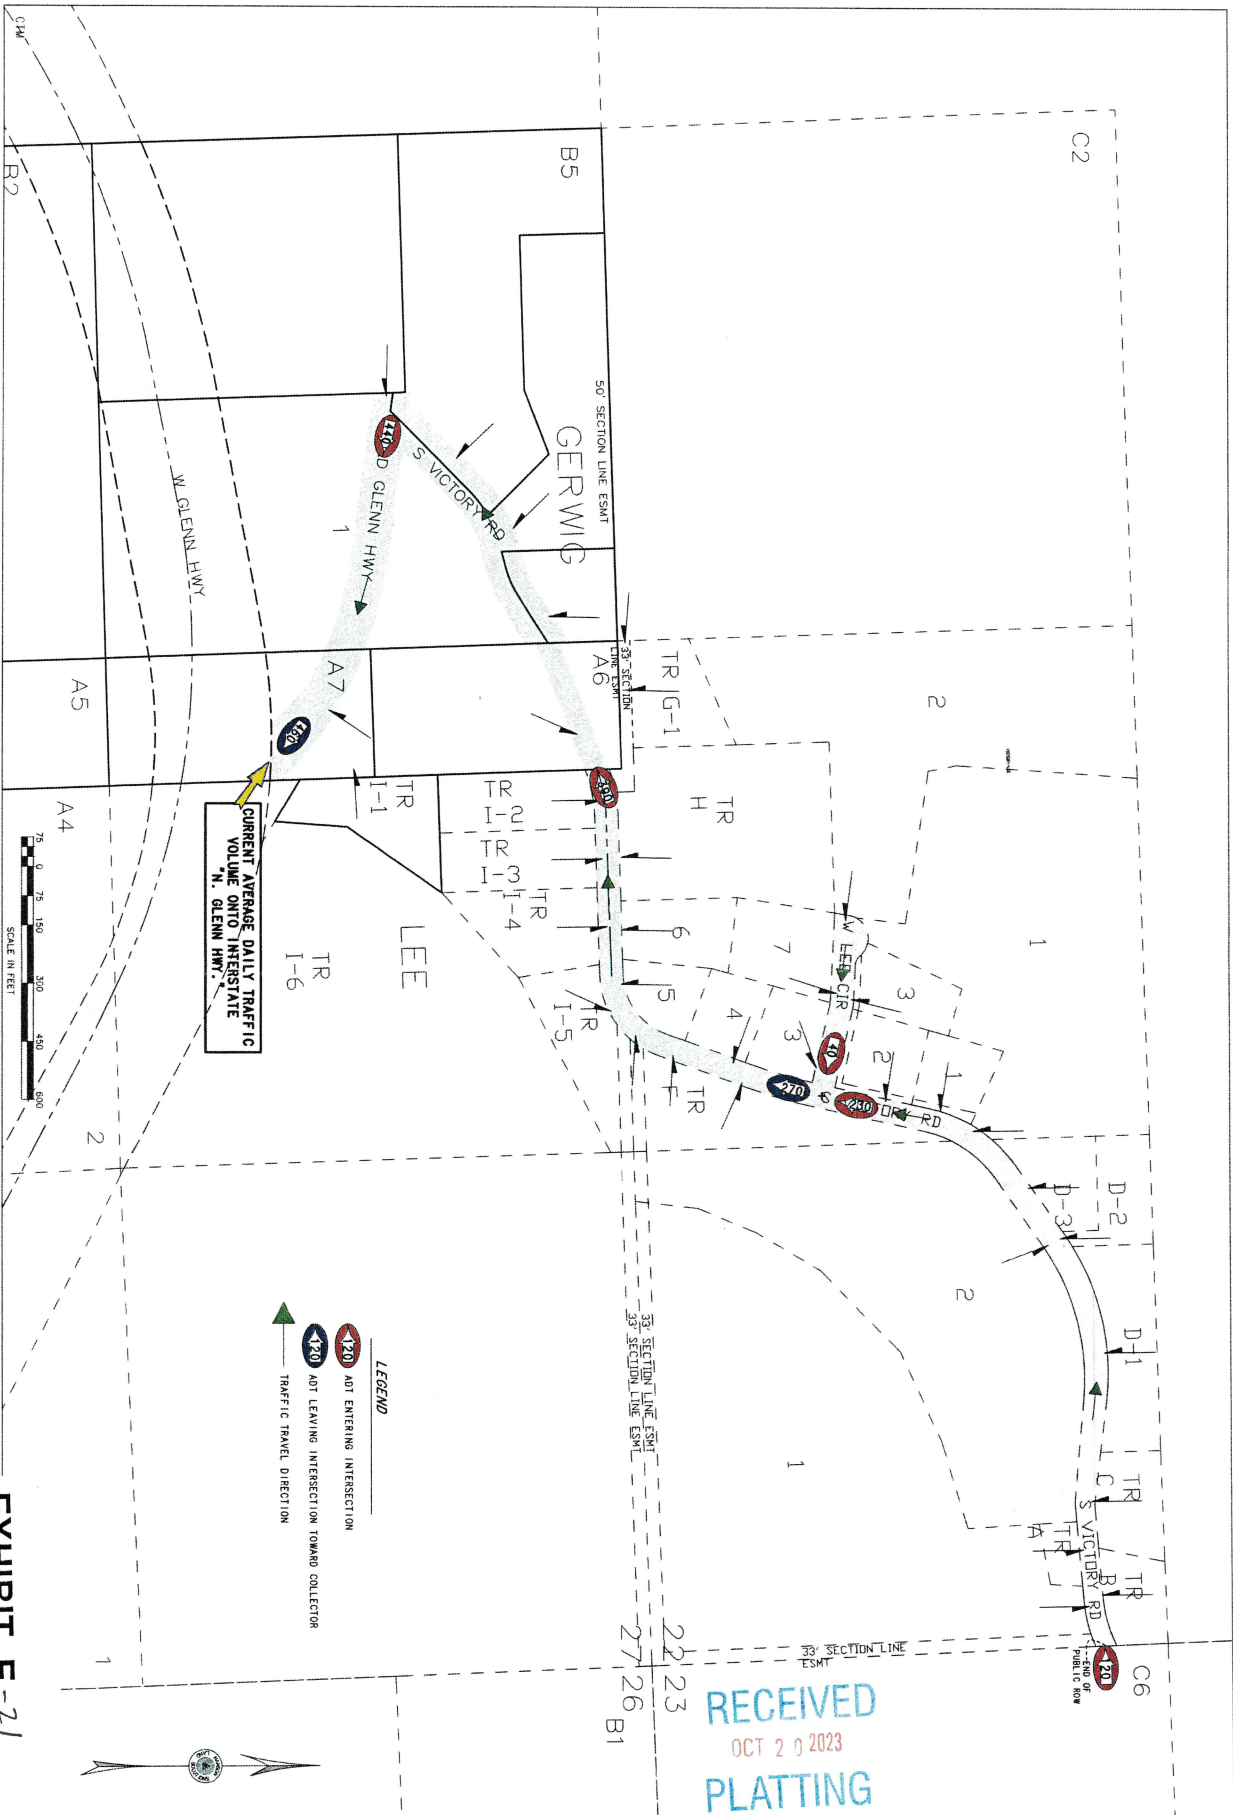 C2
B5
50' SECTION LINE ESMT
GERWIG
S VICTORY RD
440
D GLENN HWY
1
W GLENN HWY
B2
33' SECTION
LINE ESMT
A6
A7
A5
A4
460
CURRENT AVERAGE DAILY TRAFFIC
VOLUME ONTO INTERSTATE
"N. GLENN HWY."
TR G-1
2
TR
H
TR
I-1
TR
I-2
TR
I-3
TR
I-4
TR
I-5
TR
I-6
LEE
1
W LEE CIR
7
6
5
4
3
3
2
1
40
270
230
S
RD
TR
F
D-3
D-2
D-1
2
1
TR
C
TR
A
TR
B
S VICTORY RD
120
END OF
PUBLIC ROW
C6
33' SECTION LINE ESMT
33' SECTION LINE ESMT
33' SECTION LINE
ESMT
22 23
27 26
B1
2
1
75 0 75 150 300 450 600
SCALE IN FEET
LEGEND
120 ADT ENTERING INTERSECTION
120 ADT LEAVING INTERSECTION TOWARD COLLECTOR
TRAFFIC TRAVEL DIRECTION
RECEIVED
OCT 20 2023
PLATTING
EXHIBIT E-21